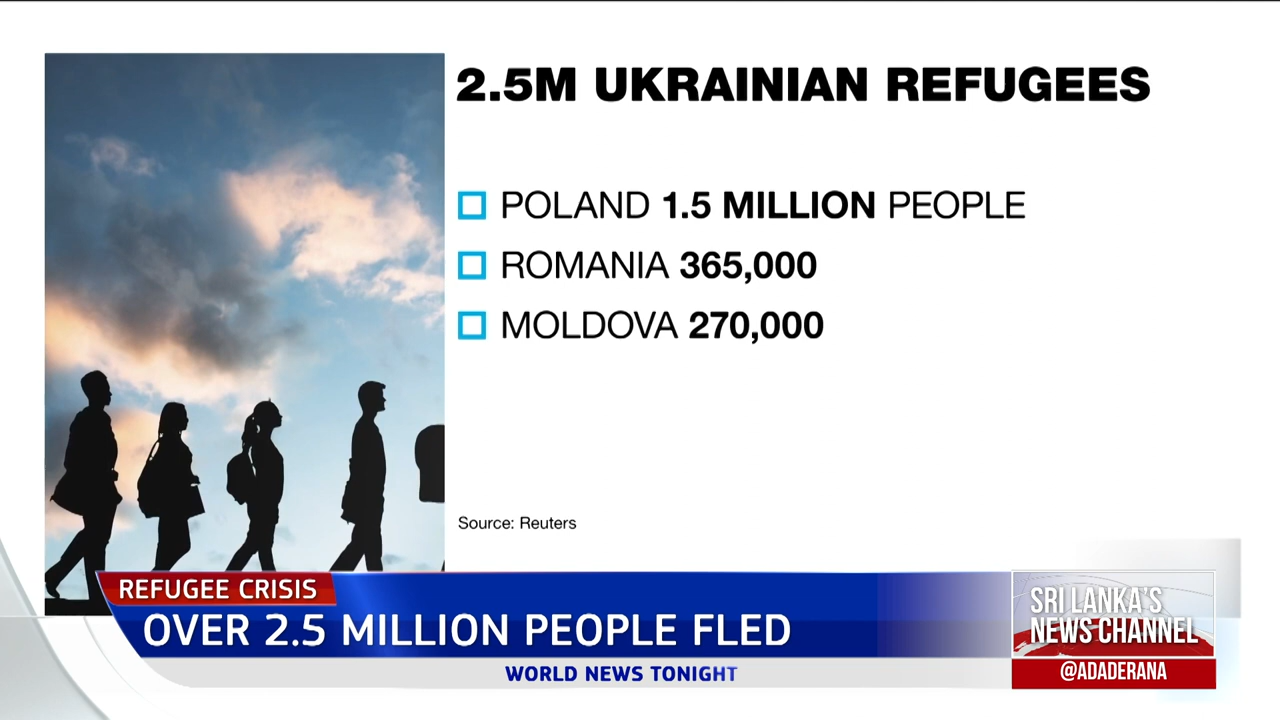 2.5M UKRAINIAN REFUGEES
POLAND 1.5 MILLION PEOPLE
ROMANIA 365,000
MOLDOVA 270,000
Source: Reuters
REFUGEE CRISIS
OVER 2.5 MILLION PEOPLE FLED
WORLD NEWS TONIGHT
SRI LANKA'S
NEWS CHANNEL
@ADADERANA